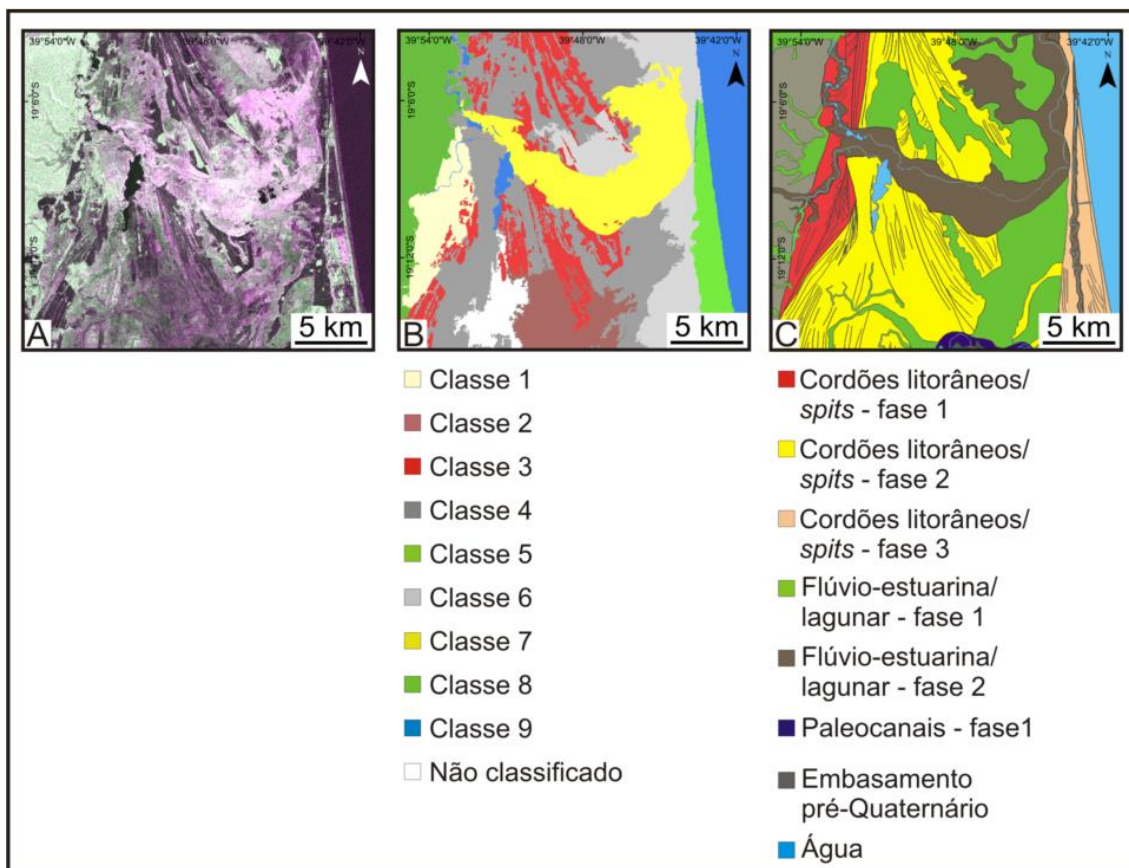 39°54'0"W 39°48'0"W 39°42'0"W
N
19°6'0"S
19°12'0"S
A
5 km
39°54'0"W 39°48'0"W 39°42'0"W
N
19°6'0"S
19°12'0"S
B
5 km
39°54'0"W 39°48'0"W 39°42'0"W
N
19°6'0"S
19°12'0"S
C
5 km
Classe 1
Classe 2
Classe 3
Classe 4
Classe 5
Classe 6
Classe 7
Classe 8
Classe 9
Não classificado
Cordões litorâneos/
spits - fase 1
Cordões litorâneos/
spits - fase 2
Cordões litorâneos/
spits - fase 3
Flúvio-estuarina/
lagunar - fase 1
Flúvio-estuarina/
lagunar - fase 2
Paleocanais - fase1
Embasamento
pré-Quaternário
Água